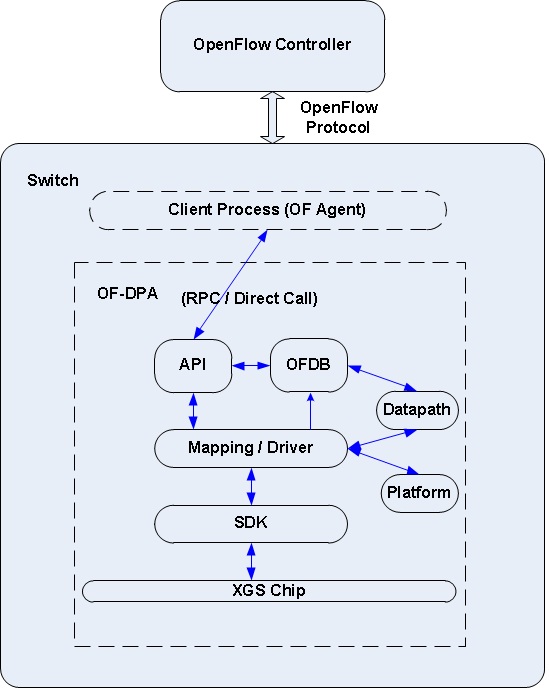 OpenFlow Controller
OpenFlow
Protocol
Switch
Client Process (OF Agent)
OF-DPA
(RPC / Direct Call)
API
OFDB
Datapath
Mapping / Driver
Platform
SDK
XGS Chip